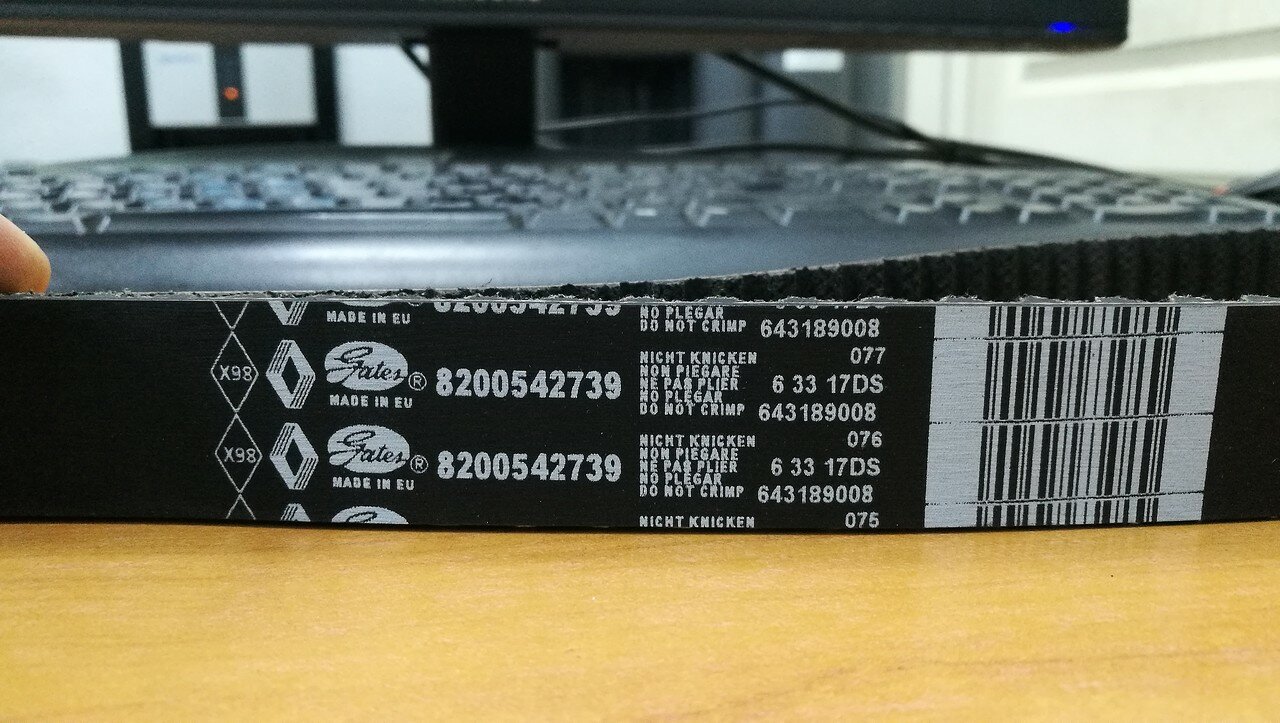 MADE IN EU
8200542739
NO PLEGAR
DO NOT CRIMP
643189008
X98
Gates®
MADE IN EU
8200542739
NICHT KNICKEN
NON PIEGARE
NE PAS PLIER
NO PLEGAR
DO NOT CRIMP
077
6 33 17DS
643189008
X98
Gates®
MADE IN EU
8200542739
NICHT KNICKEN
NON PIEGARE
NE PAS PLIER
NO PLEGAR
DO NOT CRIMP
076
6 33 17DS
643189008
NICHT KNICKEN
075